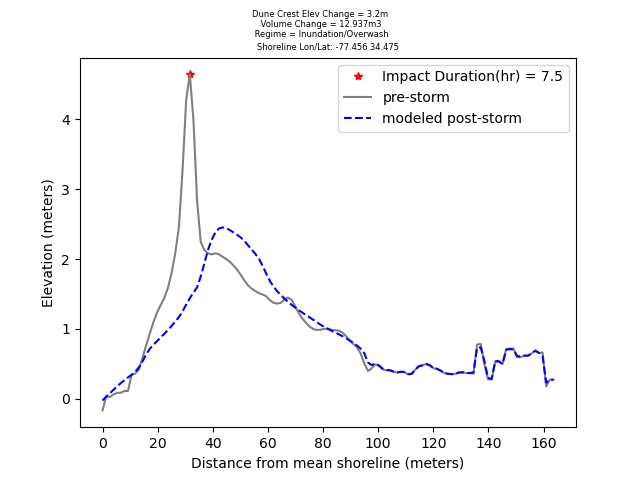 Dune Crest Elev Change = 3.2m
Volume Change = 12.937m3
Regime = Inundation/Overwash
Shoreline Lon/Lat: -77.456 34.475
Impact Duration(hr) = 7.5
pre-storm
modeled post-storm
Elevation (meters)
4
3
2
1
0
0 20 40 60 80 100 120 140 160
Distance from mean shoreline (meters)